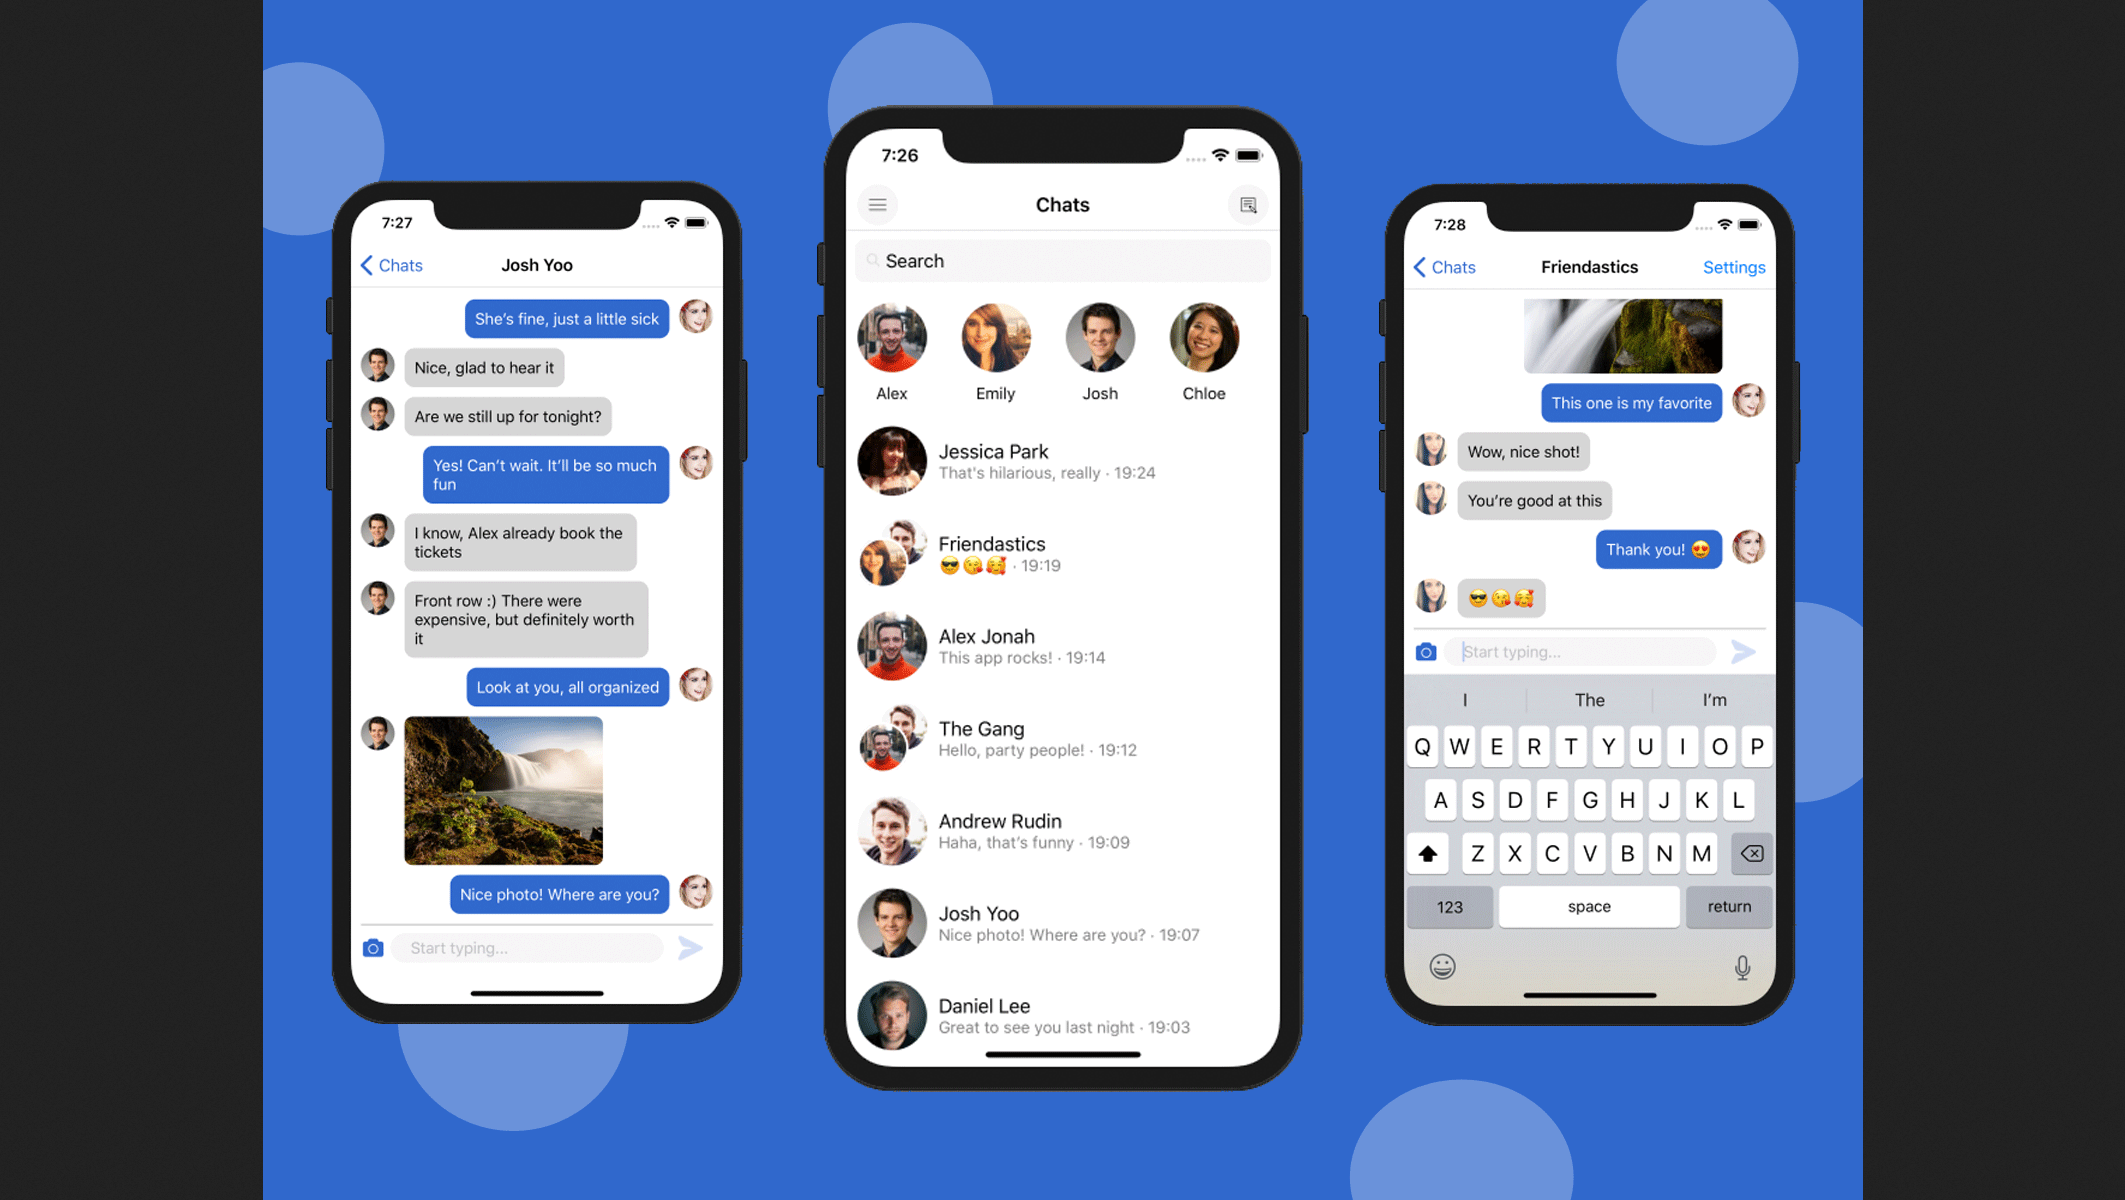 7:27
Chats
Josh Yoo
She's fine, just a little sick
Nice, glad to hear it
Are we still up for tonight?
Yes! Can't wait. It'll be so much
fun
I know, Alex already book the
tickets
Front row :) There were
expensive, but definitely worth
it
Look at you, all organized
Nice photo! Where are you?
Start typing...
7:26
Chats
Search
Alex
Emily
Josh
Chloe
Jessica Park
That's hilarious, really · 19:24
Friendastics
😎😘🥰 · 19:19
Alex Jonah
This app rocks! · 19:14
The Gang
Hello, party people! · 19:12
Andrew Rudin
Haha, that's funny · 19:09
Josh Yoo
Nice photo! Where are you? · 19:07
Daniel Lee
Great to see you last night · 19:03
7:28
Chats
Friendastics
Settings
This one is my favorite
Wow, nice shot!
You're good at this
Thank you! 😍
😎😘🥰
Start typing...
I The I'm
Q W E R T Y U I O P
A S D F G H J K L
Z X C V B N M
123 space return